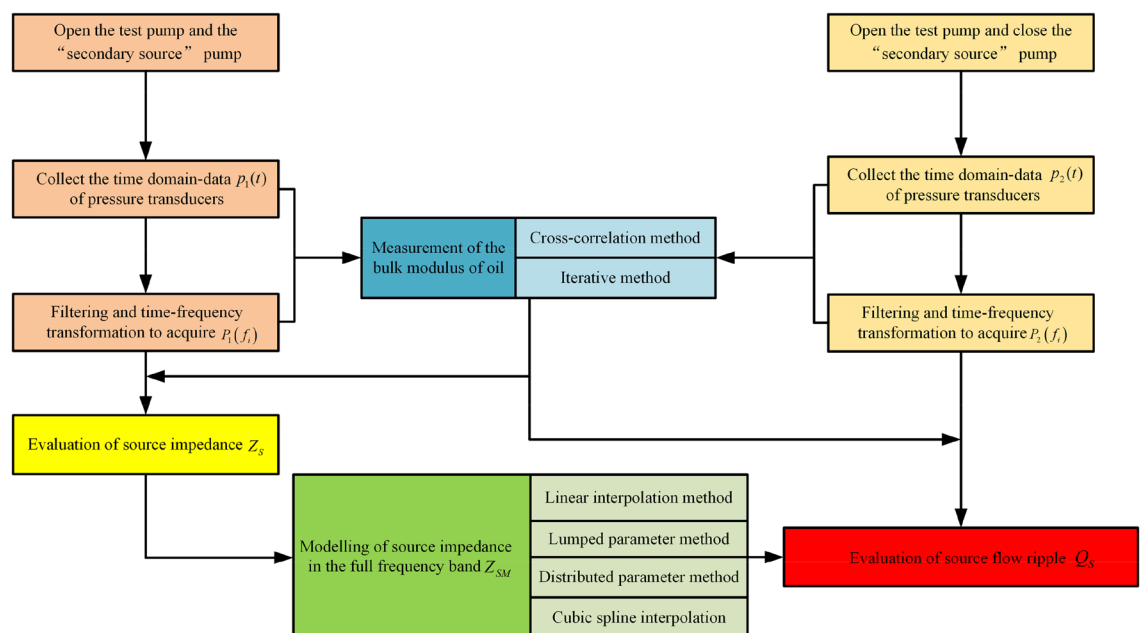 Open the test pump and the
“secondary source” pump
Open the test pump and close the
“secondary source” pump
Collect the time domain-data p₁(t)
of pressure transducers
Collect the time domain-data p₂(t)
of pressure transducers
Measurement of the
bulk modulus of oil
Cross-correlation method
Iterative method
Filtering and time-frequency
transformation to acquire P₁(fᵢ)
Filtering and time-frequency
transformation to acquire P₂(fᵢ)
Evaluation of source impedance Z_S
Modelling of source impedance
in the full frequency band Z_SM
Linear interpolation method
Lumped parameter method
Distributed parameter method
Cubic spline interpolation
Evaluation of source flow ripple Q_S